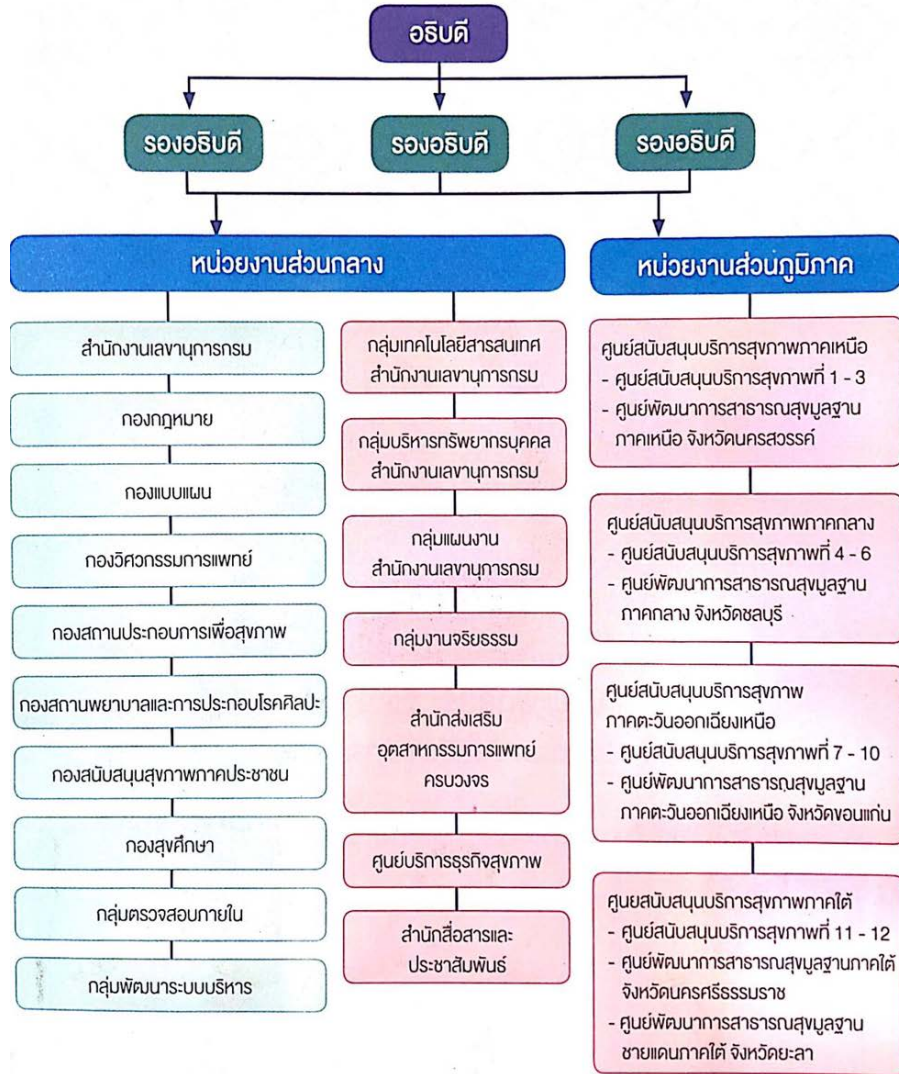 อธิบดี
รองอธิบดี
รองอธิบดี
รองอธิบดี
หน่วยงานส่วนกลาง
สำนักงานเลขานุการกรม
กองกฎหมาย
กองแบบแผน
กองวิศวกรรมการแพทย์
กองสถานประกอบการเพื่อสุขภาพ
กองสถานพยาบาลและการประกอบโรคศิลปะ
กองสนับสนุนสุขภาพภาคประชาชน
กองสุขศึกษา
กลุ่มตรวจสอบภายใน
กลุ่มพัฒนาระบบบริหาร
กลุ่มเทคโนโลยีสารสนเทศ
สำนักงานเลขานุการกรม
กลุ่มบริหารทรัพยากรบุคคล
สำนักงานเลขานุการกรม
กลุ่มแผนงาน
สำนักงานเลขานุการกรม
กลุ่มงานจริยธรรม
สำนักส่งเสริม
อุตสาหกรรมการแพทย์
ครบวงจร
ศูนย์บริการธุรกิจสุขภาพ
สำนักสื่อสารและ
ประชาสัมพันธ์
หน่วยงานส่วนภูมิภาค
ศูนย์สนับสนุนบริการสุขภาพภาคเหนือ
- ศูนย์สนับสนุนบริการสุขภาพที่ 1 - 3
- ศูนย์พัฒนาการสาธารณสุขมูลฐาน
ภาคเหนือ จังหวัดนครสวรรค์
ศูนย์สนับสนุนบริการสุขภาพภาคกลาง
- ศูนย์สนับสนุนบริการสุขภาพที่ 4 - 6
- ศูนย์พัฒนาการสาธารณสุขมูลฐาน
ภาคกลาง จังหวัดชลบุรี
ศูนย์สนับสนุนบริการสุขภาพ
ภาคตะวันออกเฉียงเหนือ
- ศูนย์สนับสนุนบริการสุขภาพที่ 7 - 10
- ศูนย์พัฒนาการสาธารณสุขมูลฐาน
ภาคตะวันออกเฉียงเหนือ จังหวัดขอนแก่น
ศูนยสนับสนุนบริการสุขภาพภาคใต้
- ศูนย์สนับสนุนบริการสุขภาพที่ 11 - 12
- ศูนย์พัฒนาการสาธารณสุขมูลฐานภาคใต้
จังหวัดนครศรีธรรมราช
- ศูนย์พัฒนาการสาธารณสุขมูลฐาน
ชายแดนภาคใต้ จังหวัดยะลา